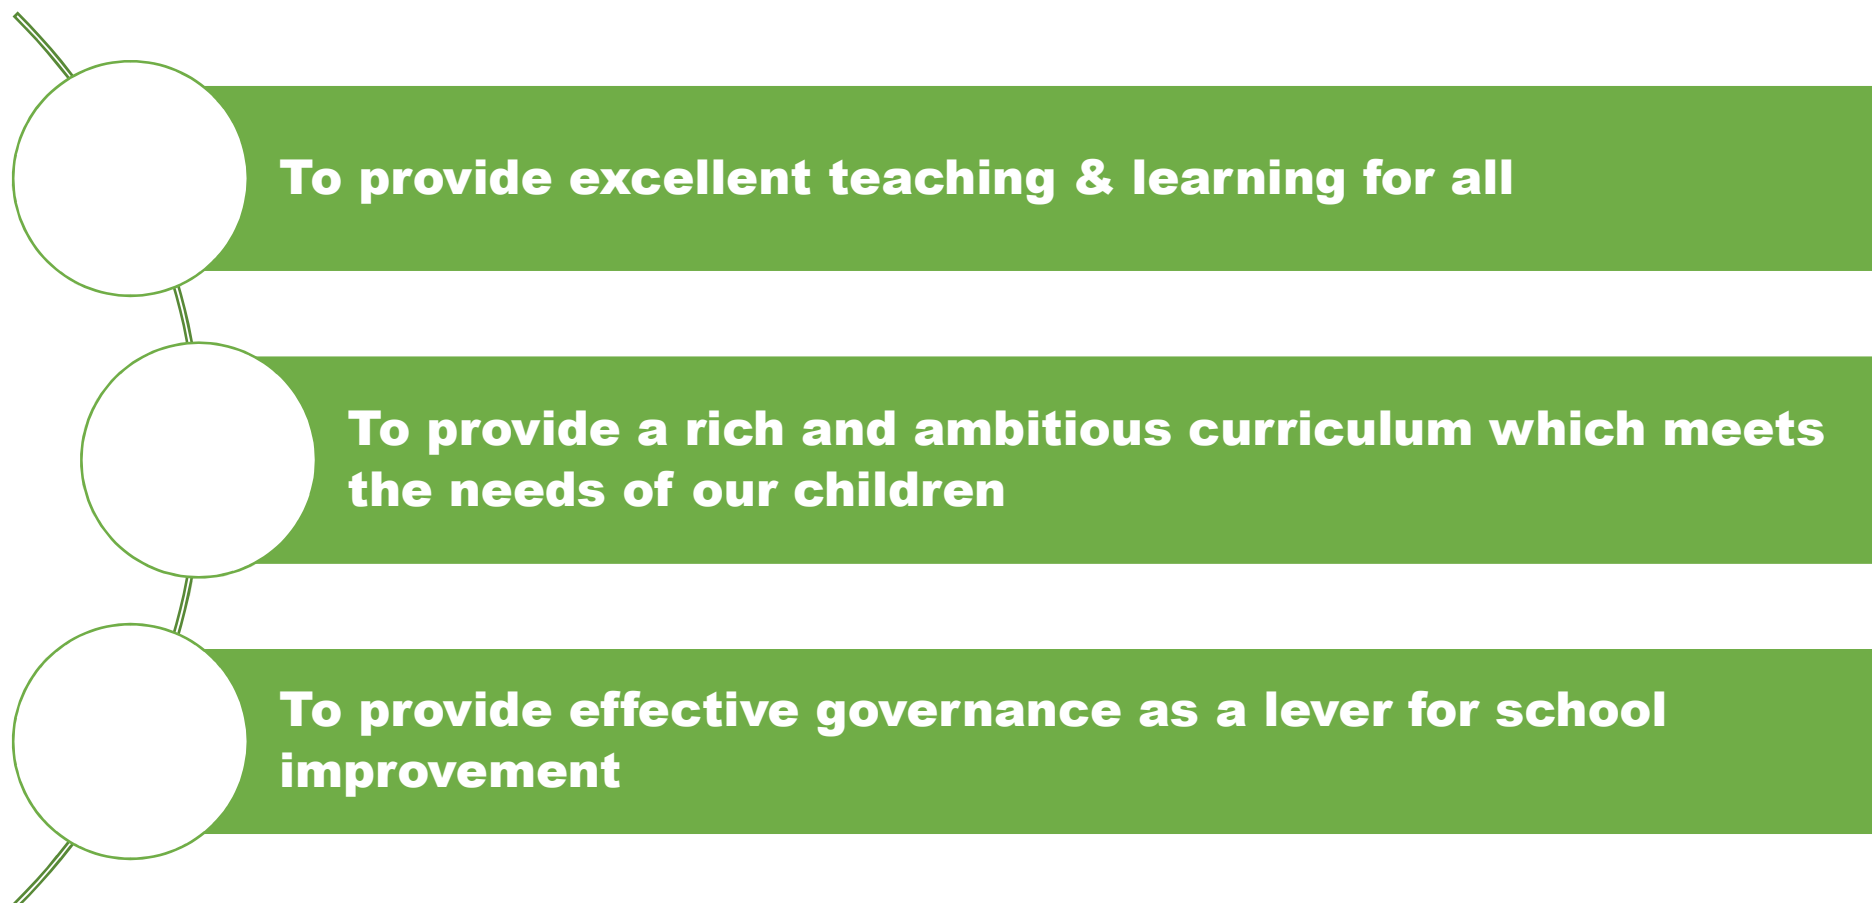 To provide excellent teaching & learning for all
To provide a rich and ambitious curriculum which meets
the needs of our children
To provide effective governance as a lever for school
improvement